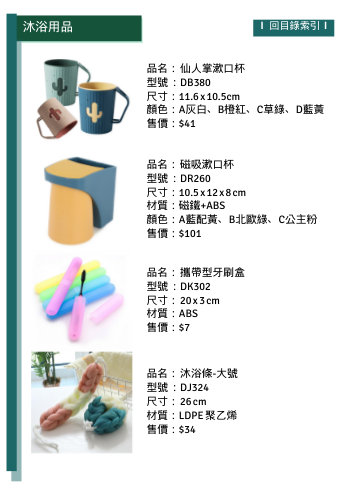 沐浴用品
回目錄索引
品名：仙人掌漱口杯
型號：DB380
尺寸：11.6x10.5cm
顏色：A灰白、B橙紅、C草綠、D藍黃
售價：$41
品名：磁吸漱口杯
型號：DR260
尺寸：10.5x12x8cm
材質：磁鐵+ABS
顏色：A藍配黃、B北歐綠、C公主粉
售價：$101
品名：攜帶型牙刷盒
型號：DK302
尺寸：20x3cm
材質：ABS
售價：$7
品名：沐浴條-大號
型號：DJ324
尺寸：26cm
材質：LDPE聚乙烯
售價：$34